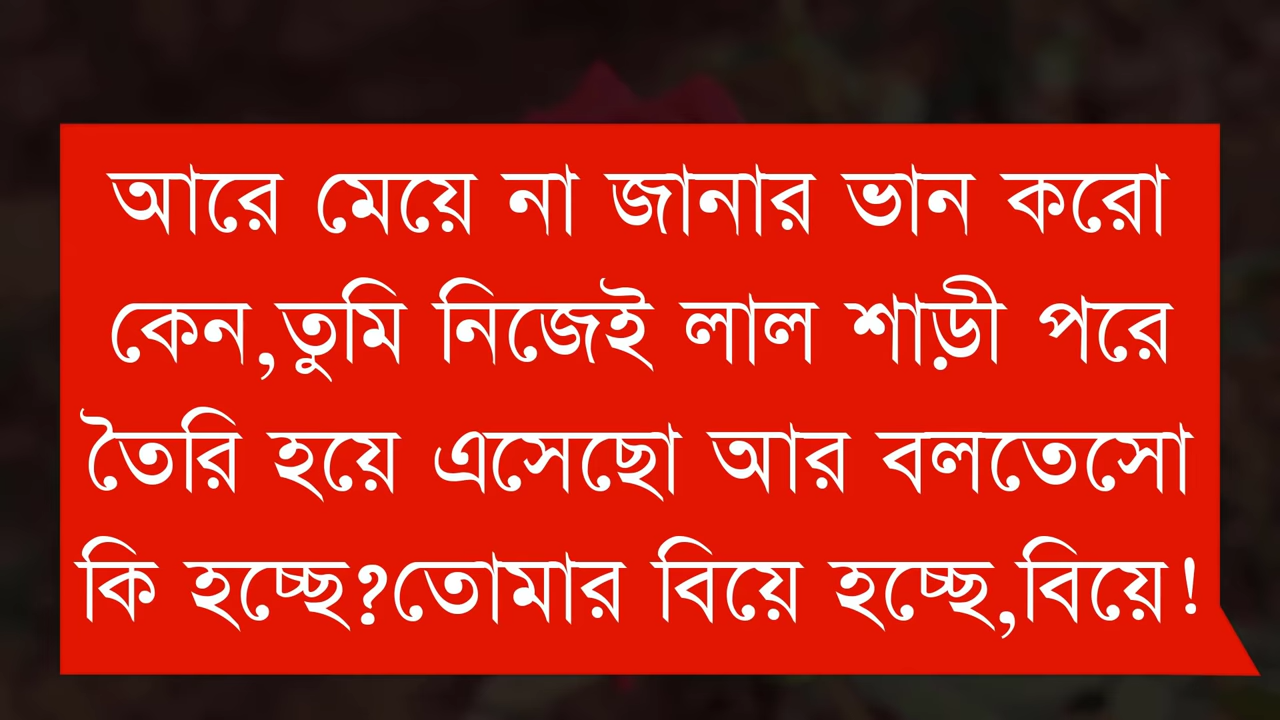 আরে মেয়ে না জানার ভান করো
কেন,তুমি নিজেই লাল শাড়ী পরে
তৈরি হয়ে এসেছো আর বলতেসো
কি হচ্ছে?তোমার বিয়ে হচ্ছে,বিয়ে!